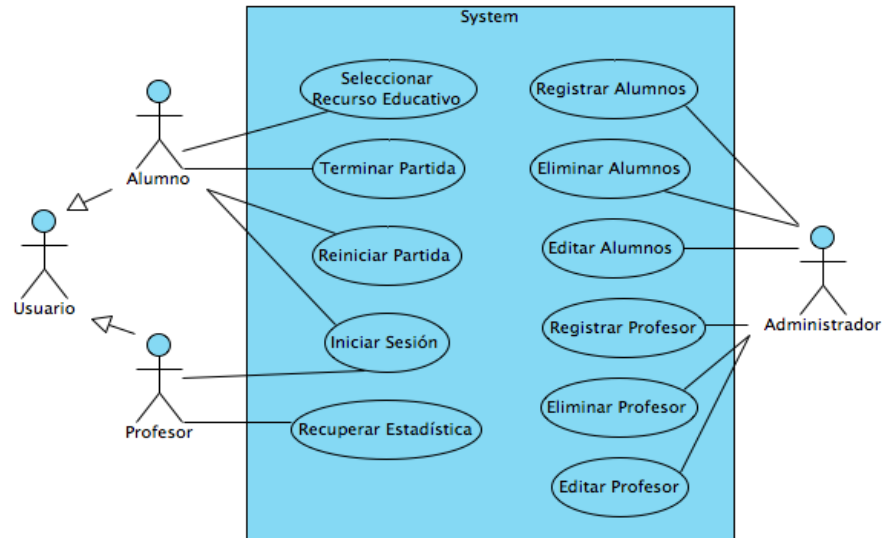 System
Seleccionar
Recurso Educativo
Registrar Alumnos
Terminar Partida
Eliminar Alumnos
Alumno
Reiniciar Partida
Editar Alumnos
Usuario
Iniciar Sesión
Registrar Profesor
Administrador
Profesor
Recuperar Estadística
Eliminar Profesor
Editar Profesor